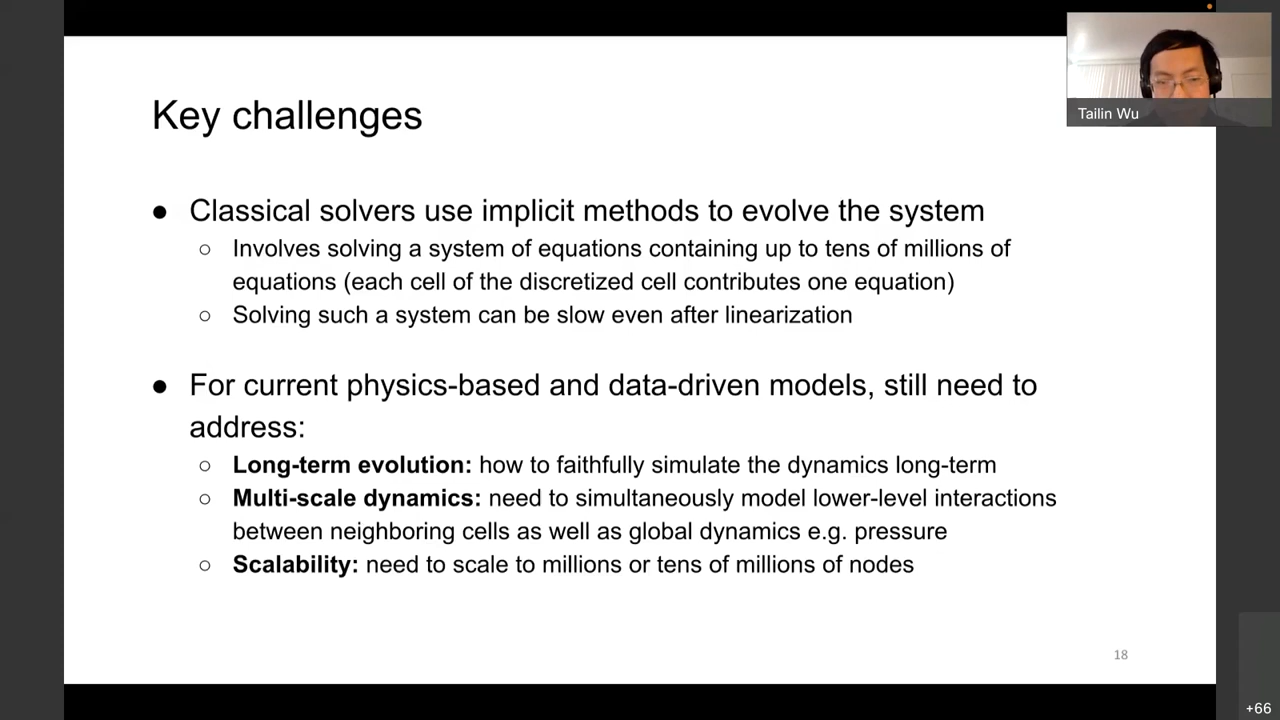 Key challenges
Tailin Wu
● Classical solvers use implicit methods to evolve the system
○ Involves solving a system of equations containing up to tens of millions of
equations (each cell of the discretized cell contributes one equation)
○ Solving such a system can be slow even after linearization
● For current physics-based and data-driven models, still need to
address:
○ Long-term evolution: how to faithfully simulate the dynamics long-term
○ Multi-scale dynamics: need to simultaneously model lower-level interactions
between neighboring cells as well as global dynamics e.g. pressure
○ Scalability: need to scale to millions or tens of millions of nodes
18
+66